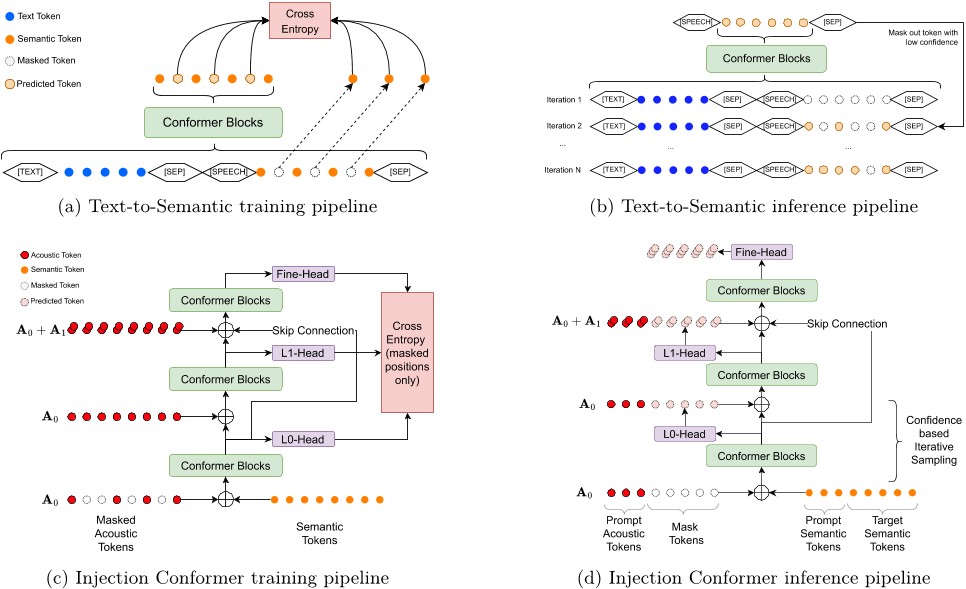 Text Token
Semantic Token
Masked Token
Predicted Token
Cross
Entropy
Conformer Blocks
[TEXT]
[SEP]
[SPEECH]
[SEP]
(a) Text-to-Semantic training pipeline
[SPEECH]
[SEP]
Mask out token with
low confidence
Conformer Blocks
Iteration 1
[TEXT]
[SEP]
[SPEECH]
[SEP]
Iteration 2
[TEXT]
[SEP]
[SPEECH]
[SEP]
...
...
...
Iteration N
[TEXT]
[SEP]
[SPEECH]
[SEP]
(b) Text-to-Semantic inference pipeline
Acoustic Token
Semantic Token
Masked Token
Predicted Token
Fine-Head
Conformer Blocks
A₀ + A₁
Skip Connection
L1-Head
Cross
Entropy
(masked
positions
only)
Conformer Blocks
A₀
L0-Head
Conformer Blocks
A₀
Masked
Acoustic
Tokens
Semantic
Tokens
(c) Injection Conformer training pipeline
Fine-Head
Conformer Blocks
A₀ + A₁
Skip Connection
L1-Head
Conformer Blocks
A₀
L0-Head
Conformer Blocks
Confidence
based
Iterative
Sampling
A₀
Prompt
Acoustic
Tokens
Mask
Tokens
Prompt
Semantic
Tokens
Target
Semantic
Tokens
(d) Injection Conformer inference pipeline